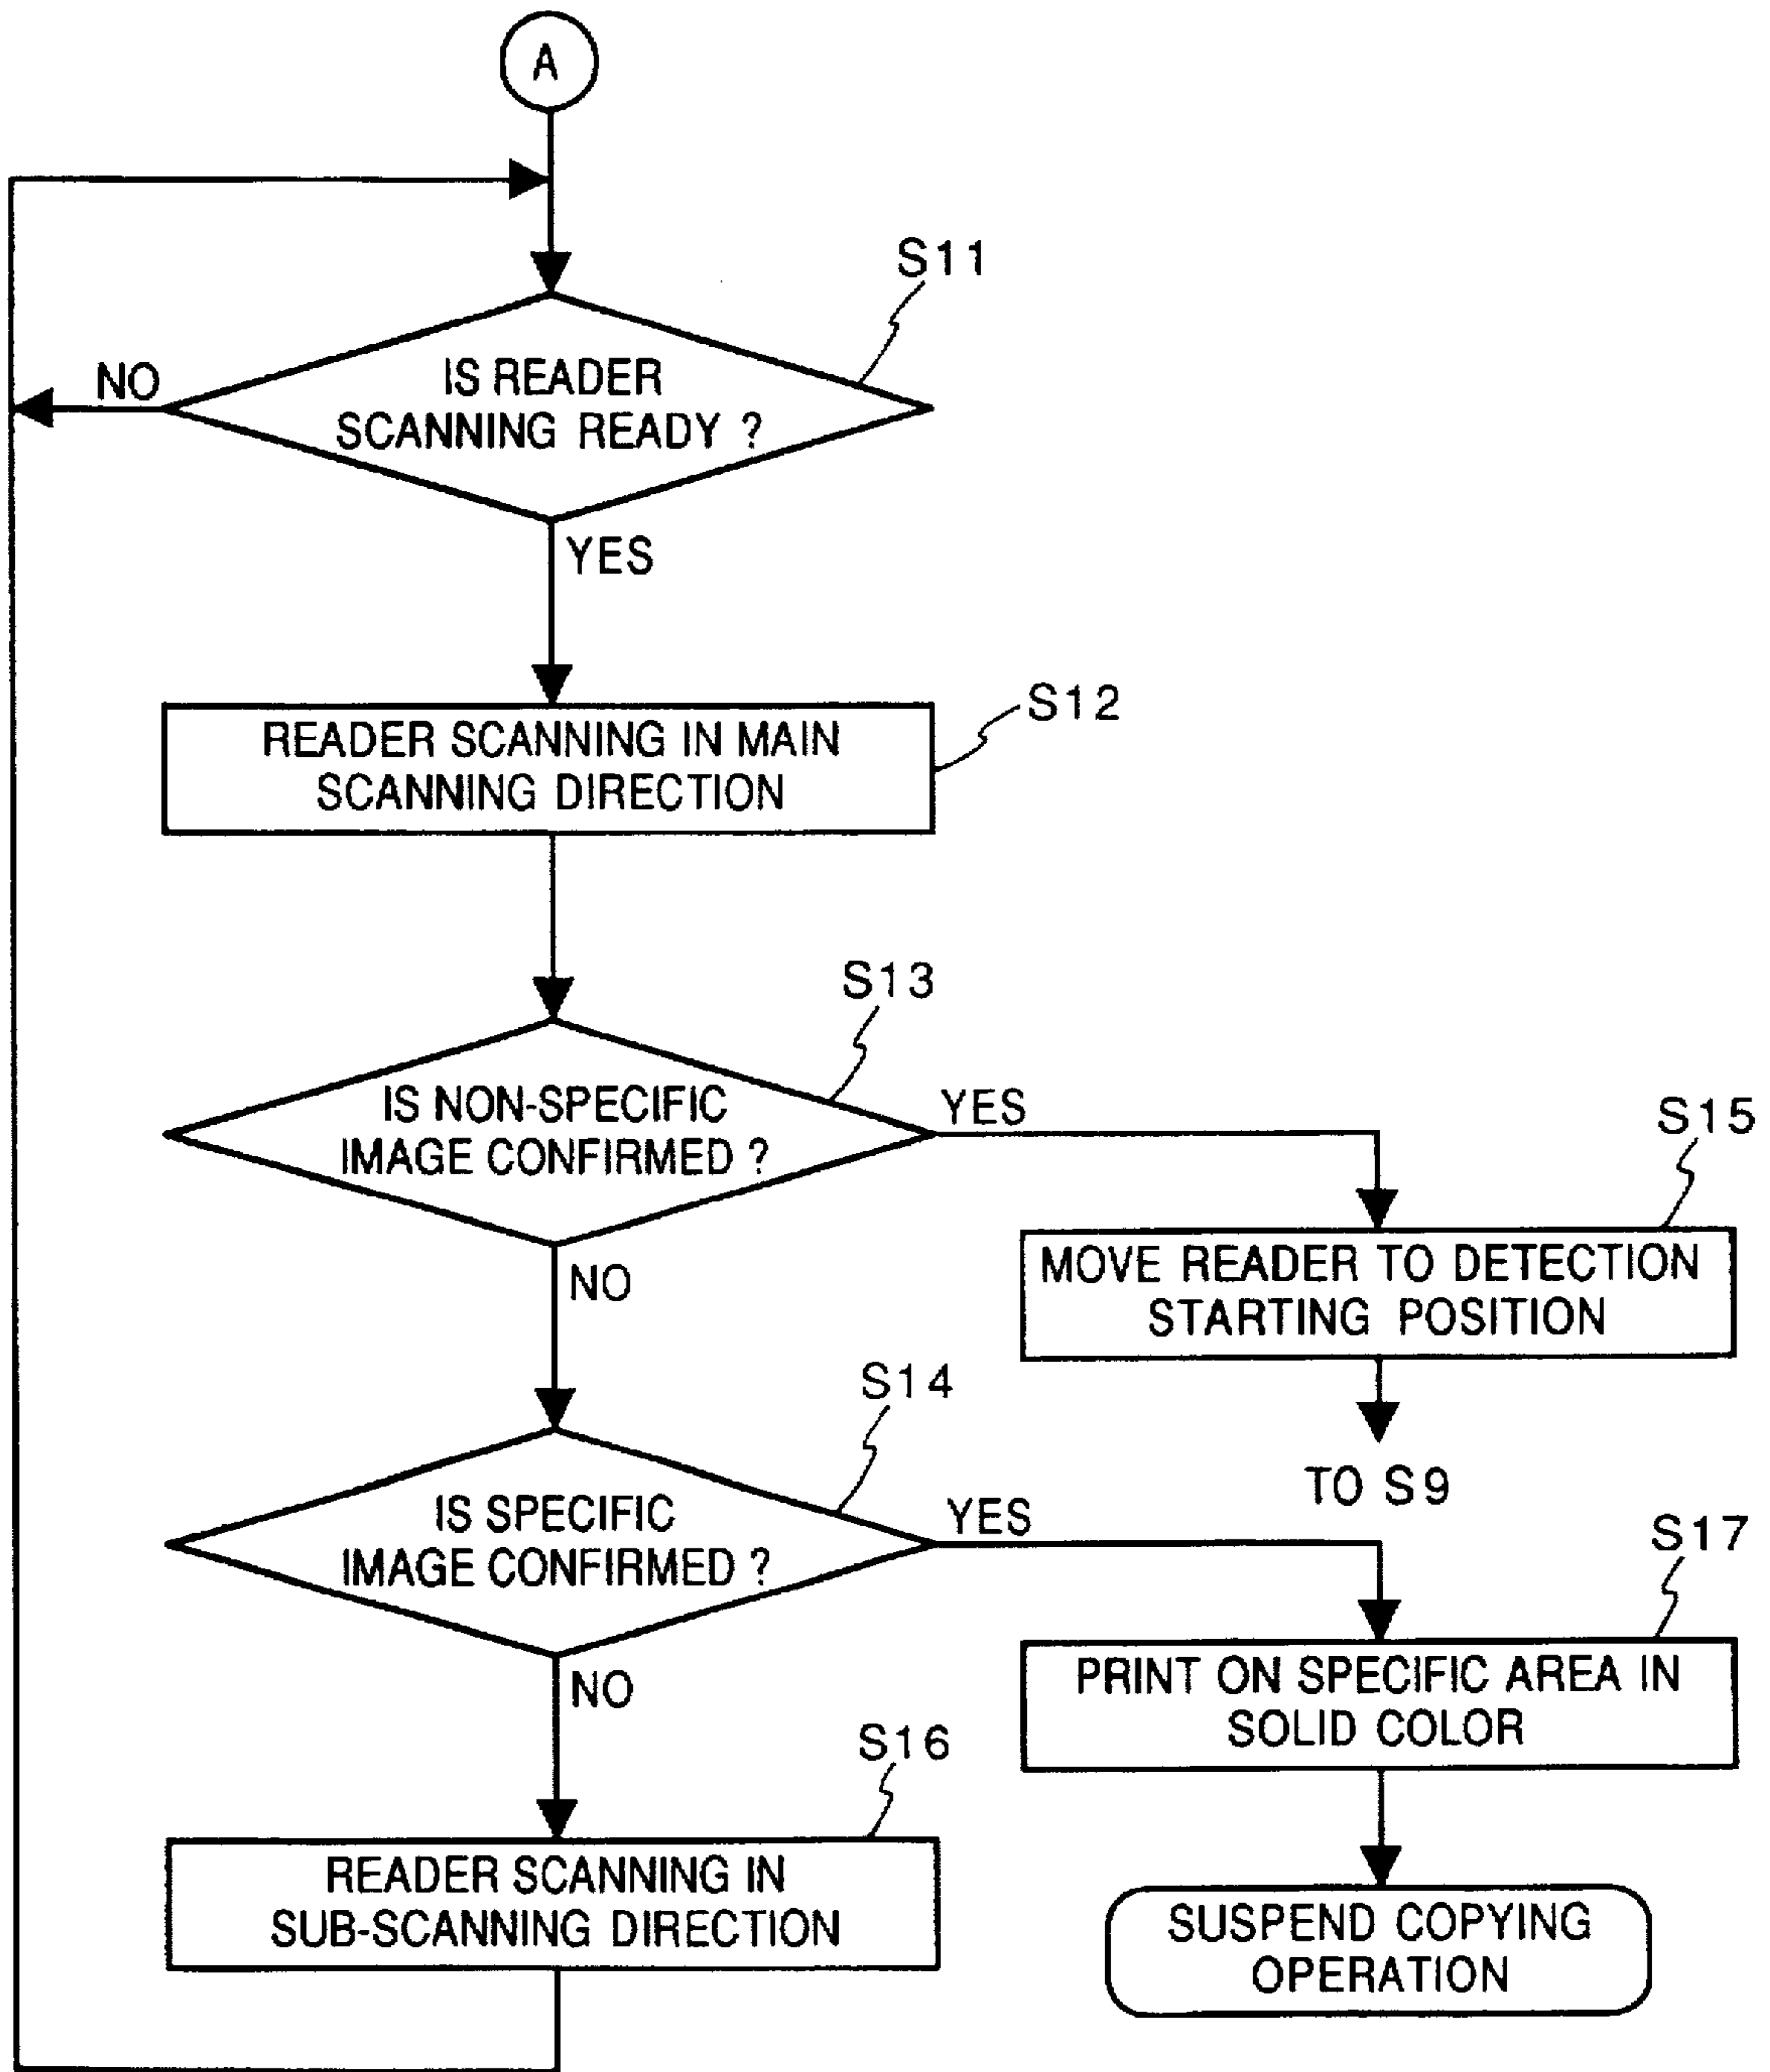 A
S11
IS READER
SCANNING READY ?
NO
YES
S12
READER SCANNING IN MAIN
SCANNING DIRECTION
S13
IS NON-SPECIFIC
IMAGE CONFIRMED ?
YES
NO
S15
MOVE READER TO DETECTION
STARTING POSITION
TO S9
S14
IS SPECIFIC
IMAGE CONFIRMED ?
YES
NO
S17
PRINT ON SPECIFIC AREA IN
SOLID COLOR
S16
READER SCANNING IN
SUB-SCANNING DIRECTION
SUSPEND COPYING
OPERATION